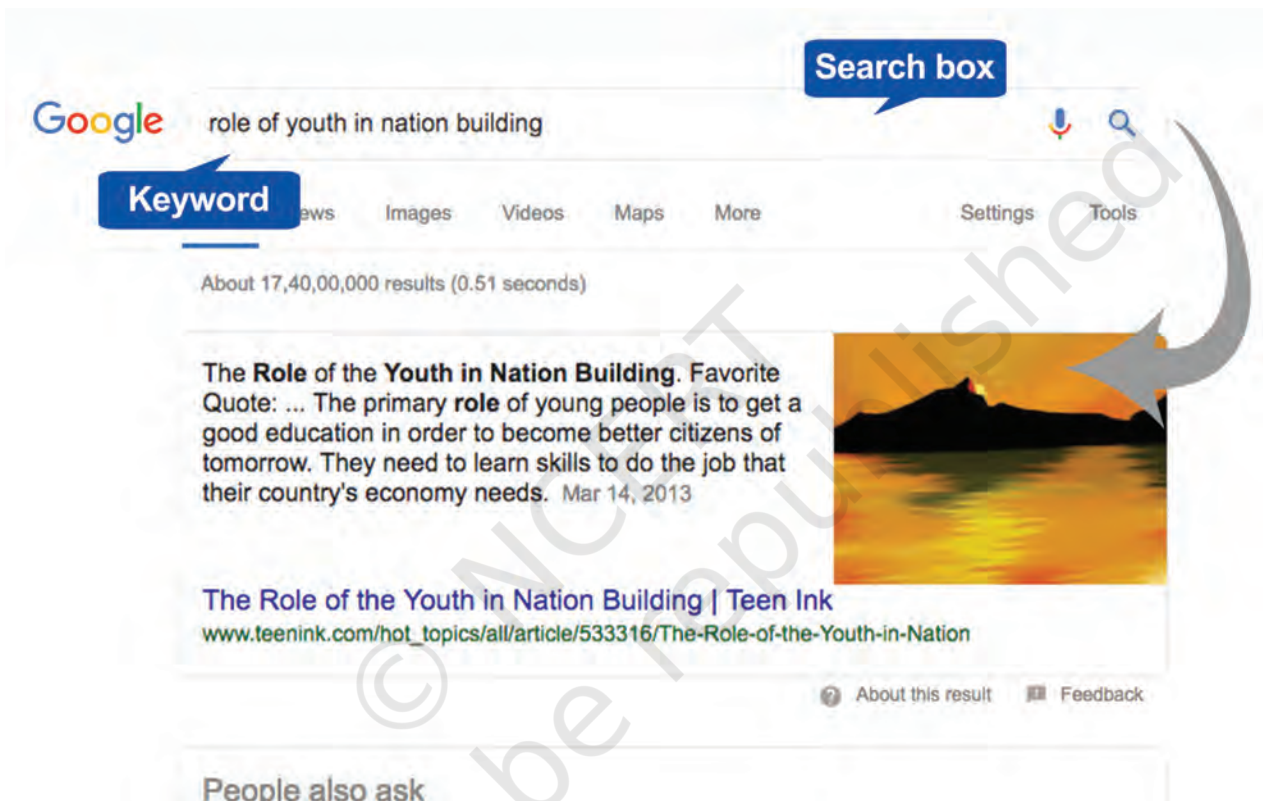 Search box
Google role of youth in nation building
Keyword ews Images Videos Maps More Settings Tools
About 17,40,00,000 results (0.51 seconds)
The Role of the Youth in Nation Building. Favorite
Quote: ... The primary role of young people is to get a
good education in order to become better citizens of
tomorrow. They need to learn skills to do the job that
their country's economy needs. Mar 14, 2013
The Role of the Youth in Nation Building | Teen Ink
www.teenink.com/hot_topics/all/article/533316/The-Role-of-the-Youth-in-Nation
About this result Feedback
People also ask
© NCERT
be republished